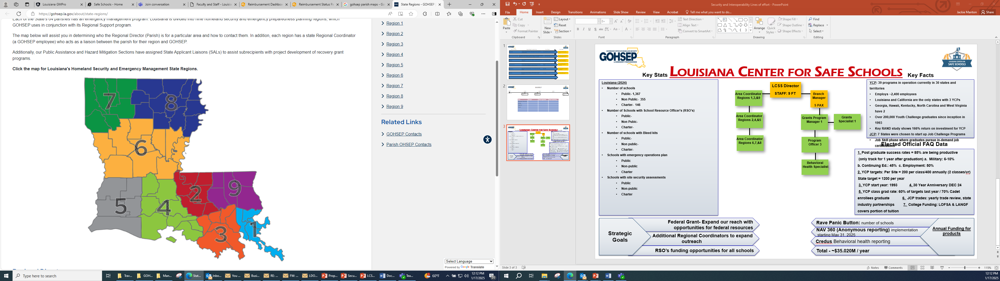 Louisiana GMPro
Safe Schools - Home
Join conversation
Faculty and Staff - Louisia
Reimbursement Dashboa
Reimbursement Status Pa
gohsep parish maps - Go
State Regions - GOHSEP
https://gohsep.la.gov/about/state-regions/
Each of the State's 64 parishes has an emergency management program. Louisiana is divided into nine homeland security and emergency preparedness planning regions, which
GOHSEP uses in conjunction with its Regional Support program.
The map below will assist you in determining who the Regional Director (Parish) is for a particular area and how to contact them. In addition, each region has a state Regional Coordinator
(a GOHSEP employee) who acts as a liaison between the parish for their region and GOHSEP.
Additionally, our Public Assistance and Hazard Mitigation Sections have assigned State Applicant Liaisons (SALs) to assist subrecipients with project development of recovery grant
programs.
Click the map for Louisiana's Homeland Security and Emergency Management State Regions.
7
8
6
5
4
2
9
3
1
Region 1
Region 2
Region 3
Region 4
Region 5
Region 6
Region 7
Region 8
Region 9
Related Links
GOHSEP Contacts
Parish OHSEP Contacts
Select Language
Powered by Google Translate
Type here to search
Trav...
GOH...
Man...
Stat...
Inbo...
You ...
Busi...
RE: ...
FW: ...
LDO...
Prop...
Secu...
LCS...
Doc...
Tea...
60°F
12:12 PM
1/17/2025
20
Security and Interoperability Lines of effort - PowerPoint
File
Home
Insert
Design
Transitions
Animations
Slide Show
Review
View
Acrobat
Tell me what you want to do...
Jackie Manton
Share
Paste
Cut
Copy
Format Painter
Clipboard
New
Slide
Layout
Reset
Section
Slides
8+
B I U S abc AV Aa A
Font
Text Direction
Align Text
Convert to SmartArt
Paragraph
Arrange
Quick
Styles
Shape Fill
Shape Outline
Shape Effects
Drawing
Find
Replace
Select
Editing
1
2
3
GOVERNOR'S OFFICE OF HOMELAND SECURITY
GOHSEP
& EMERGENCY PREPAREDNESS
LOUISIANA CENTER FOR
SAFE SCHOOLS
Key Stats
LOUISIANA CENTER FOR SAFE SCHOOLS
Key Facts
Louisiana (2024)
• Number of schools
• Public- 1,367
• Non Public- 355
• Charter- 146
• Number of Schools with School Resource Officer's (RSO's)
• Public-
• Non Pubic-
• Charter-
• Number of schools with Bleed kits
• Public-
• Non public-
• Charter-
• Schools with emergency operations plan
• Public
• Non-public
• Charter
• Schools with site security assessments
• Public
• Non-public
• Charter
LCSS Director
STAFF: 9 FT
Area Coordinator
Regions 1,3,&9
Area Coordinator
Regions 2,4,&5
Area Coordinator
Regions 6,7,&8
Branch
Manager
5 PAX
Grants Program
Manager 1
Grants
Specialist 1
Program
Officer 3
Behavioral
Health Specialist
YCP: 39 programs in operation currently in 30 states and
territories
• Employs ~2,400 employees
• Louisiana and California are the only states with 3 YCPs
• Georgia, Hawaii, Kentucky, North Carolina and West Virginia
have 2
• Over 200,000 Youth Challenge graduates since inception in
1993
• Key RAND study shows 166% return on investment for YCP
JCP: 7 States were chosen to start up Job Challenge Programs
• Job Skill phase where graduates pursue in-demand job
certifications
Elected Official FAQ Data
1. Post graduate success rates = 85% are being productive
(only track for 1 year after graduation) a. Military: 6-10%
b. Continuing Ed.: 45% c. Employment: 50%
2. YCP targets: Per Site = 200 per class/400 annually (2 classes/yr)
State target = 1200 per year
3. YCP start year: 1993 4. 30 Year Anniversary DEC 24
5. YCP class grad rate: 60% of targets last year / 70% Cadet
enrollees graduate 6. JCP trades: yearly trade review, state
industry partnerships 7. College Funding: LOFSA & LANGF
covers portion of tuition
Strategic
Goals
Federal Grant- Expand our reach with
opportunities for federal resources
Additional Regional Coordinators to expand
outreach
RSO's funding opportunities for all schools
Rave Panic Button: number of schools
NAV 360 (Anonymous reporting) implementation
starting May 31, 2025
Credus Behavioral health reporting
Total - ~$35.020M / year
Annual Funding for
products
Slide 3 of 3
Notes
Comments
115%
12:12 PM
1/17/2025